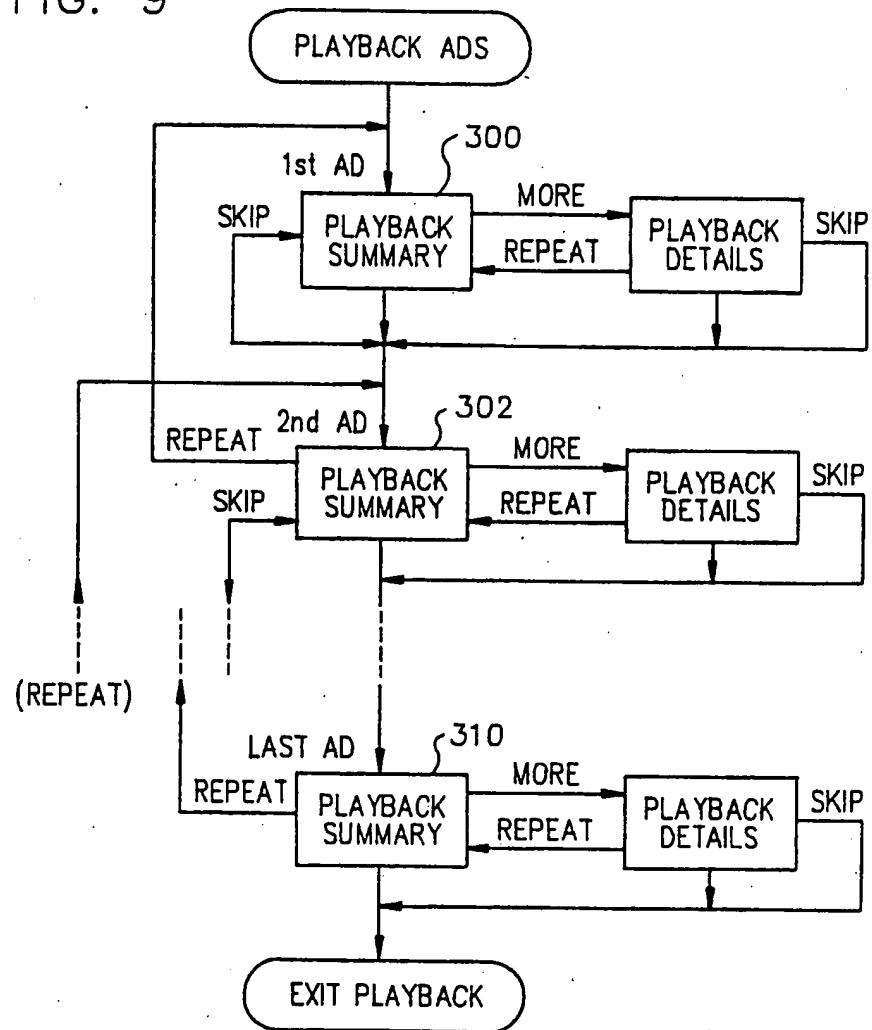 FIG. 9
PLAYBACK ADS
1st AD
300
PLAYBACK
SUMMARY
SKIP
MORE
REPEAT
PLAYBACK
DETAILS
SKIP
2nd AD
302
REPEAT
PLAYBACK
SUMMARY
SKIP
MORE
REPEAT
PLAYBACK
DETAILS
SKIP
(REPEAT)
LAST AD
310
REPEAT
PLAYBACK
SUMMARY
MORE
REPEAT
PLAYBACK
DETAILS
SKIP
EXIT PLAYBACK